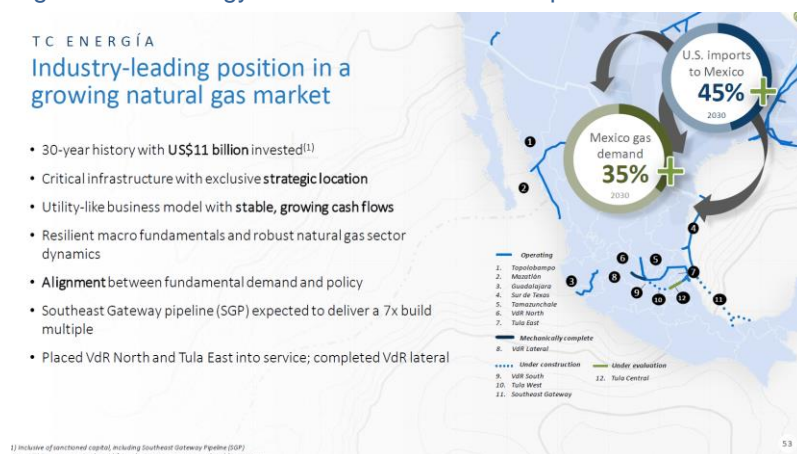 TC ENERGÍA
Industry-leading position in a
growing natural gas market
• 30-year history with US$11 billion invested(1)
• Critical infrastructure with exclusive strategic location
• Utility-like business model with stable, growing cash flows
• Resilient macro fundamentals and robust natural gas sector
dynamics
• Alignment between fundamental demand and policy
• Southeast Gateway pipeline (SGP) expected to deliver a 7x build
multiple
• Placed VdR North and Tula East into service; completed VdR lateral
U.S. imports
to Mexico
45%
2030
Mexico gas
demand
35%
2030
1
2
3
4
5
6
7
8
9
10
11
12
Operating
1. Topolobampo
2. Mazatlán
3. Guadalajara
4. Sur de Texas
5. Tamazunchale
6. VdR North
7. Tula East
Mechanically complete
8. VdR Lateral
Under construction
9. VdR South
10. Tula West
11. Southeast Gateway
Under evaluation
12. Tula Central
1) Inclusive of sanctioned capital, including Southeast Gateway Pipeline (SGP)
53